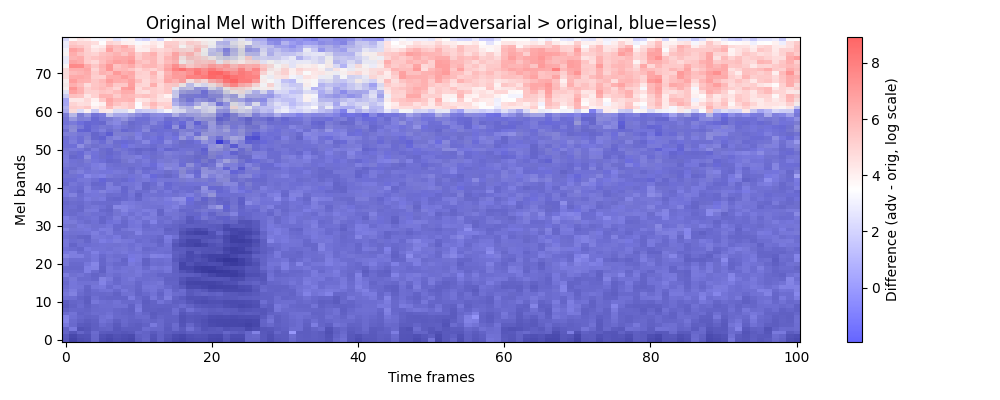 Original Mel with Differences (red=adversarial > original, blue=less)
Mel bands
70
60
50
40
30
20
10
0
0 20 40 60 80 100
Time frames
8
6
4
2
0
Difference (adv - orig, log scale)